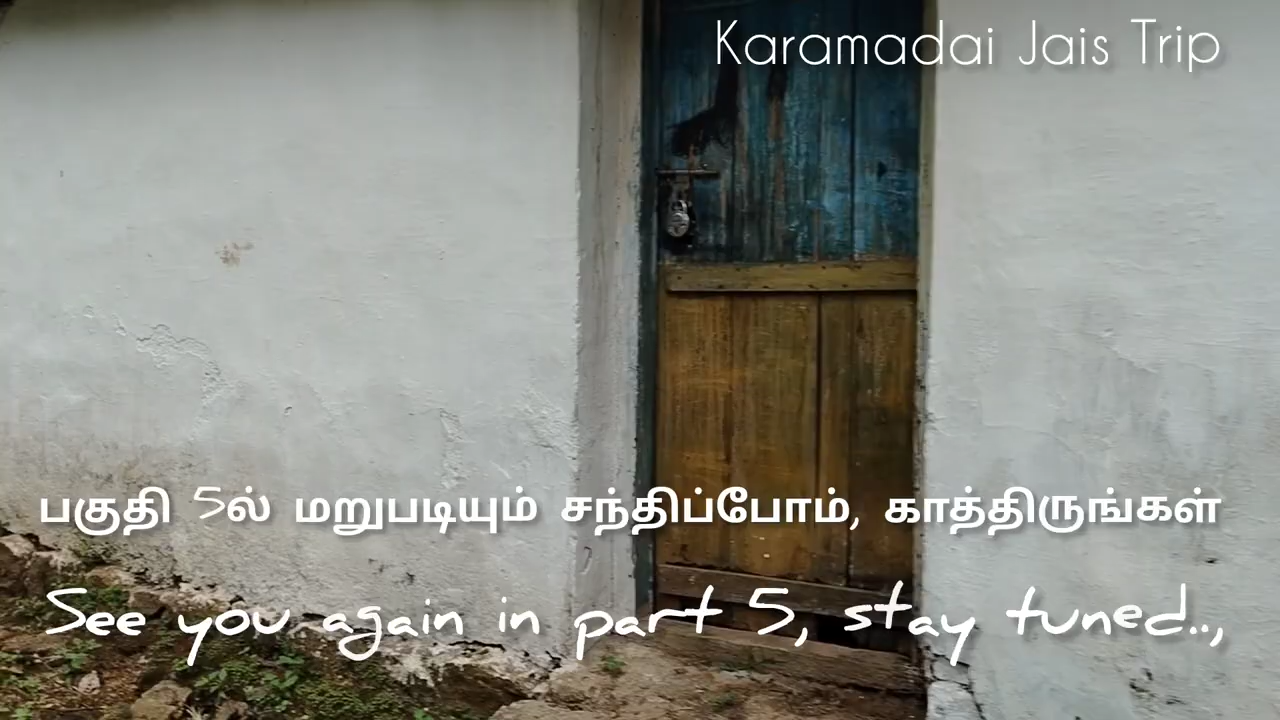 Karamadai Jais Trip
பகுதி 5ல் மறுபடியும் சந்திப்போம், காத்திருங்கள்
See you again in part 5, stay tuned..,